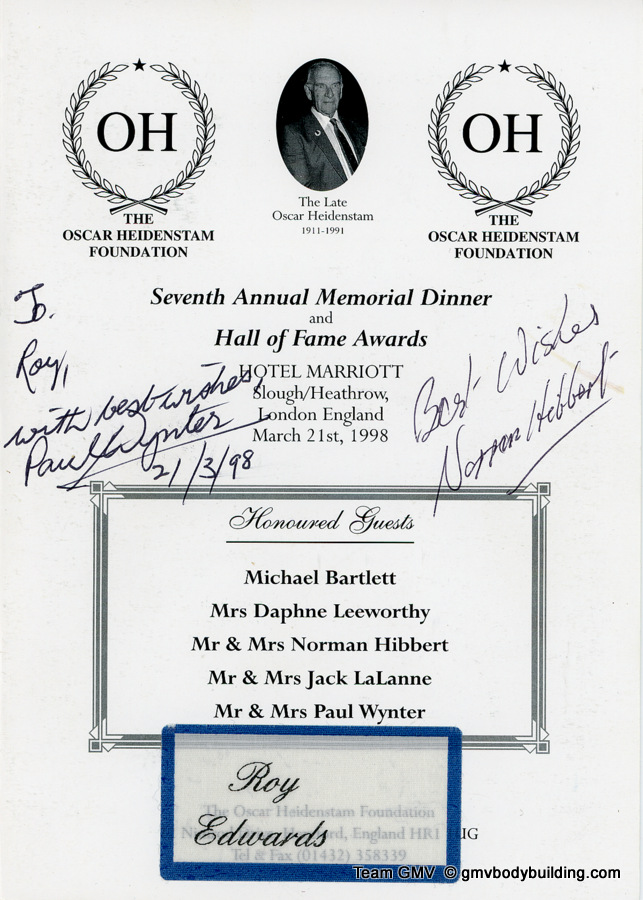 OH
THE
OSCAR HEIDENSTAM
FOUNDATION
The Late
Oscar Heidenstam
1911-1991
OH
THE
OSCAR HEIDENSTAM
FOUNDATION
Seventh Annual Memorial Dinner
and
Hall of Fame Awards
HOTEL MARRIOTT
Slough/Heathrow,
London England
March 21st, 1998
To.
Roy,
with best wishes,
Paul Wynter
21/3/98
Best Wishes
Norman Hibbert
Honoured Guests
Michael Bartlett
Mrs Daphne Leeworthy
Mr & Mrs Norman Hibbert
Mr & Mrs Jack LaLanne
Mr & Mrs Paul Wynter
Roy
Edwards
The Oscar Heidenstam Foundation
England HR1 UG
Tel & Fax (01432) 358339
Team GMV © gmvbodybuilding.com